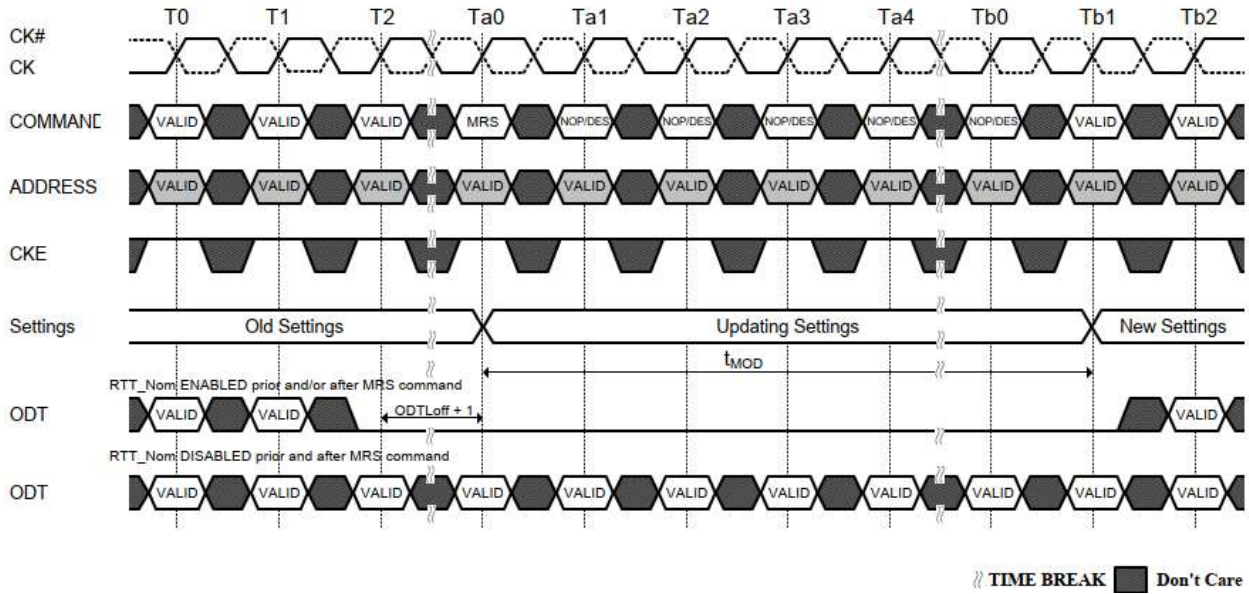 T0 T1 T2 Ta0 Ta1 Ta2 Ta3 Ta4 Tb0 Tb1 Tb2
CK#
CK
COMMAND VALID VALID VALID MRS NOP/DES NOP/DES NOP/DES NOP/DES NOP/DES VALID VALID
ADDRESS VALID VALID VALID VALID VALID VALID VALID VALID VALID VALID VALID
CKE
Settings Old Settings Updating Settings New Settings
tMOD
RTT_Nom ENABLED prior and/or after MRS command
ODT VALID VALID ODTLoff + 1 VALID
RTT_Nom DISABLED prior and after MRS command
ODT VALID VALID VALID VALID VALID VALID VALID VALID VALID VALID VALID
TIME BREAK Don't Care